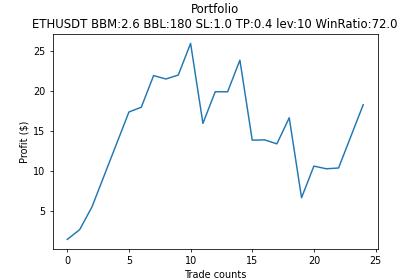 Portfolio
ETHUSDT BBM:2.6 BBL:180 SL:1.0 TP:0.4 lev:10 WinRatio:72.0
25
20
15
10
5
Profit ($)
0 5 10 15 20 25
Trade counts